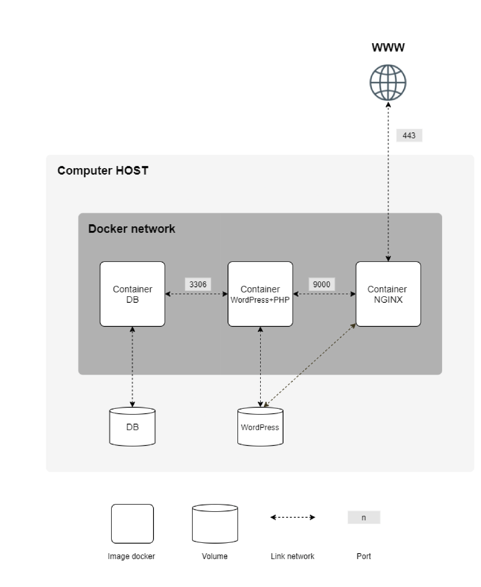 WWW
443
Computer HOST
Docker network
Container
DB
3306
Container
WordPress+PHP
9000
Container
NGINX
DB
WordPress
n
Image docker
Volume
Link network
Port